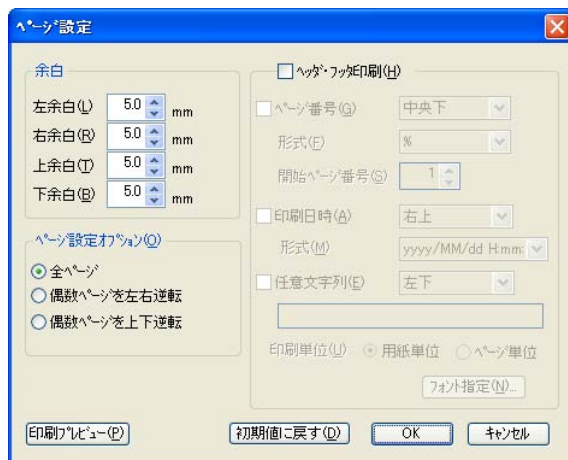 ﾍﾟｰｼﾞ設定
余白
左余白(L) 5.0 mm
右余白(R) 5.0 mm
上余白(T) 5.0 mm
下余白(B) 5.0 mm
ﾍﾟｰｼﾞ設定ｵﾌﾟｼｮﾝ(O)
全ﾍﾟｰｼﾞ
偶数ﾍﾟｰｼﾞを左右逆転
偶数ﾍﾟｰｼﾞを上下逆転
ﾍｯﾀﾞ･ﾌｯﾀ印刷(H)
ﾍﾟｰｼﾞ番号(G) 中央下
形式(F) %
開始ﾍﾟｰｼﾞ番号(S) 1
印刷日時(A) 右上
形式(M) yyyy/MM/dd H:mm:
任意文字列(E) 左下
印刷単位(U) 用紙単位 ﾍﾟｰｼﾞ単位
ﾌｫﾝﾄ指定(N)...
印刷ﾌﾟﾚﾋﾞｭｰ(P) 初期値に戻す(D) OK ｷｬﾝｾﾙ